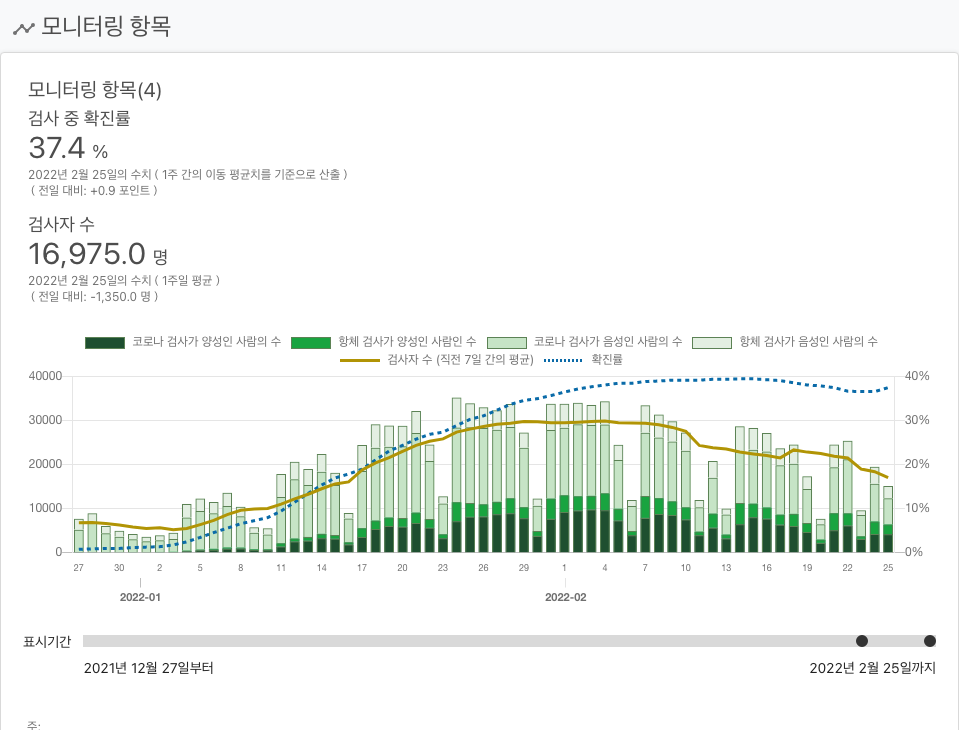 모니터링 항목
모니터링 항목(4)
검사 중 확진률
37.4 %
2022년 2월 25일의 수치 ( 1주 간의 이동 평균치를 기준으로 산출 )
( 전일 대비: +0.9 포인트 )
검사자 수
16,975.0 명
2022년 2월 25일의 수치 ( 1주일 평균 )
( 전일 대비: -1,350.0 명 )
코로나 검사가 양성인 사람의 수 항체 검사가 양성인 사람인 수 코로나 검사가 음성인 사람의 수 항체 검사가 음성인 사람의 수
검사자 수 (직전 7일 간의 평균) 확진률
40000 40%
30000 30%
20000 20%
10000 10%
0 0%
27 30 2 5 8 11 14 17 20 23 26 29 1 4 7 10 13 16 19 22 25
2022-01 2022-02
표시기간
2021년 12월 27일부터 2022년 2월 25일까지
주: